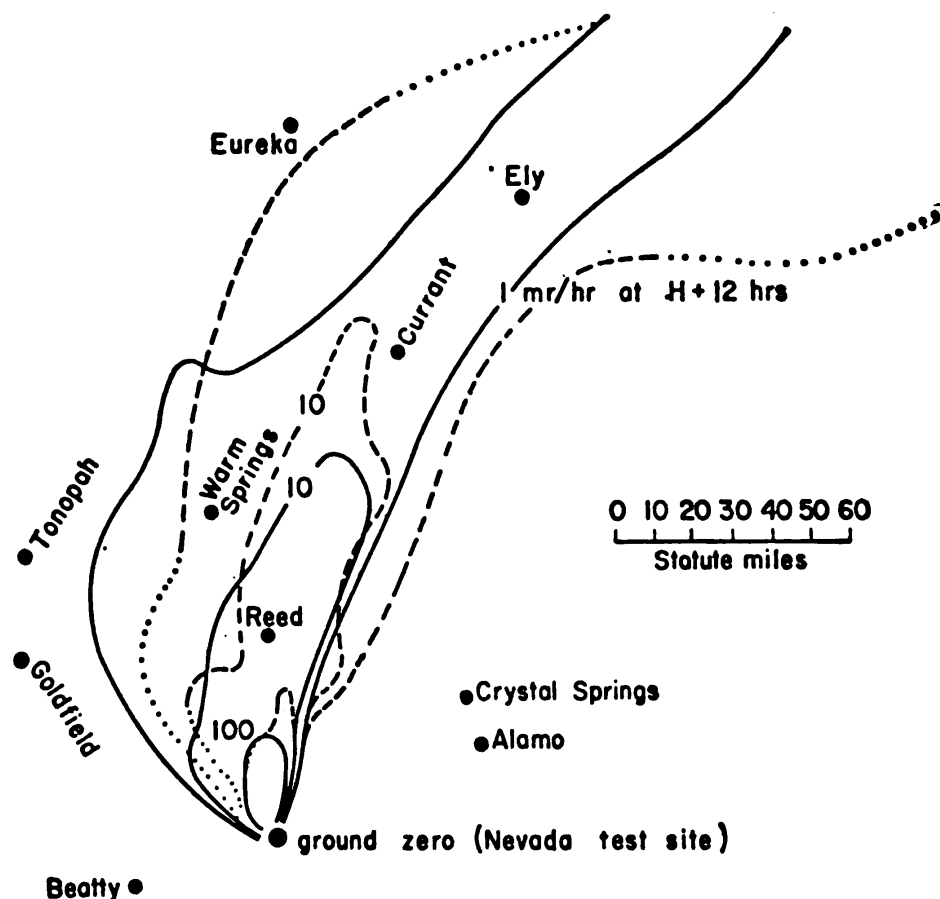 Eureka
Ely
Currant
1 mr/hr at H + 12 hrs
10
Warm
Springs
10
Tonopah
0 10 20 30 40 50 60
Statute miles
Reed
Goldfield
Crystal Springs
100
Alamo
ground zero (Nevada test site)
Beatty